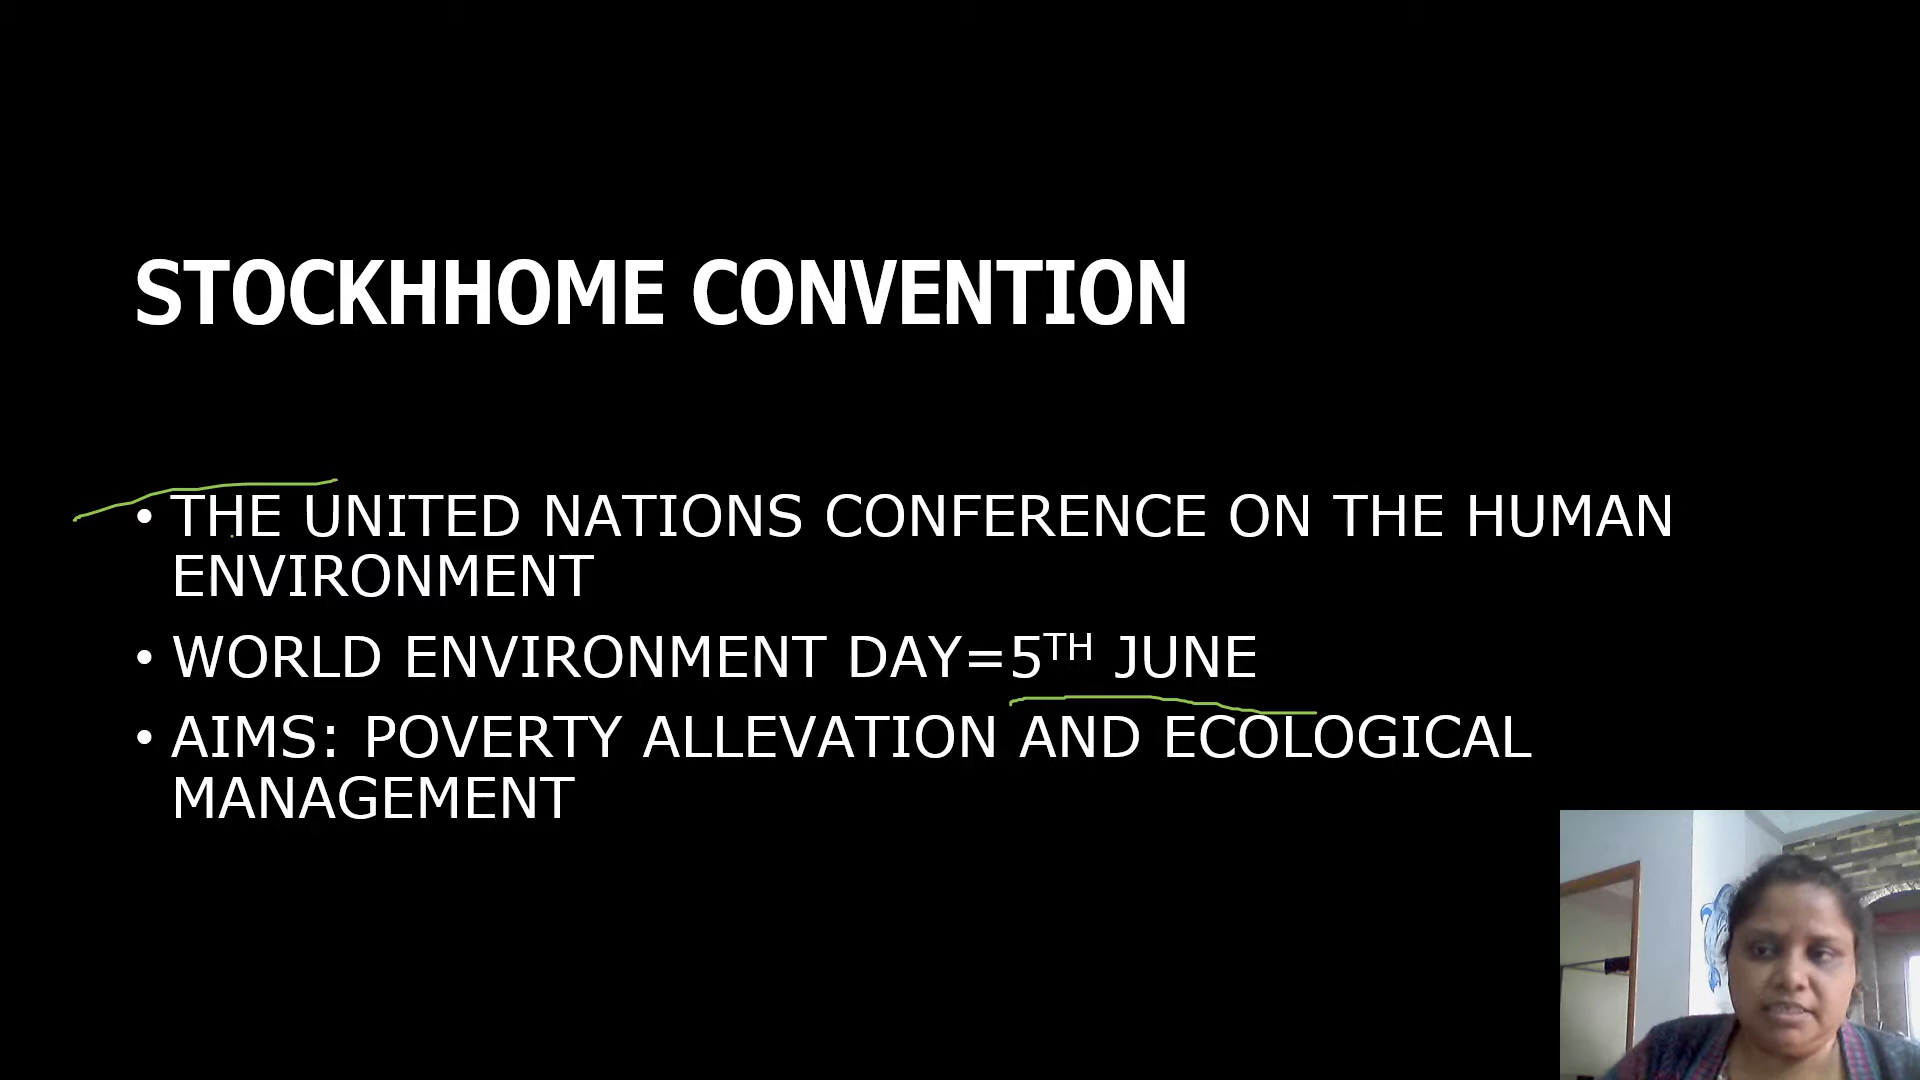 STOCKHHOME CONVENTION
• THE UNITED NATIONS CONFERENCE ON THE HUMAN
ENVIRONMENT
• WORLD ENVIRONMENT DAY=5TH JUNE
• AIMS: POVERTY ALLEVATION AND ECOLOGICAL
MANAGEMENT